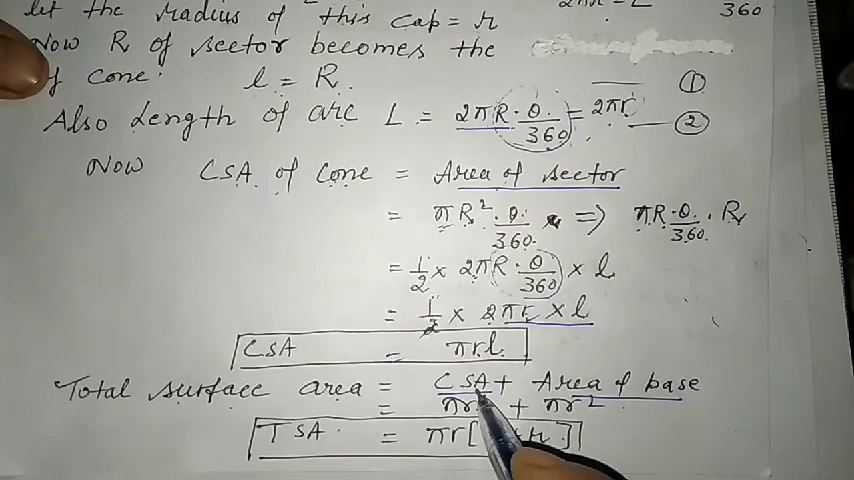 let the radius of this cap = r
360
Now R of sector becomes the
of cone. l = R. ——— ①
Also length of arc L = 2πR·θ/360 = 2πr —— ②
Now CSA of cone = Area of sector
= πR²·θ/360 ⇒ πR·θ/360·R
= 1/2 × 2πR·θ/360 × l
= 1/2 × 2πr × l
CSA = πrl.
Total surface area = CSA + Area of base
= πr + πr²
TSA = πr[ r]